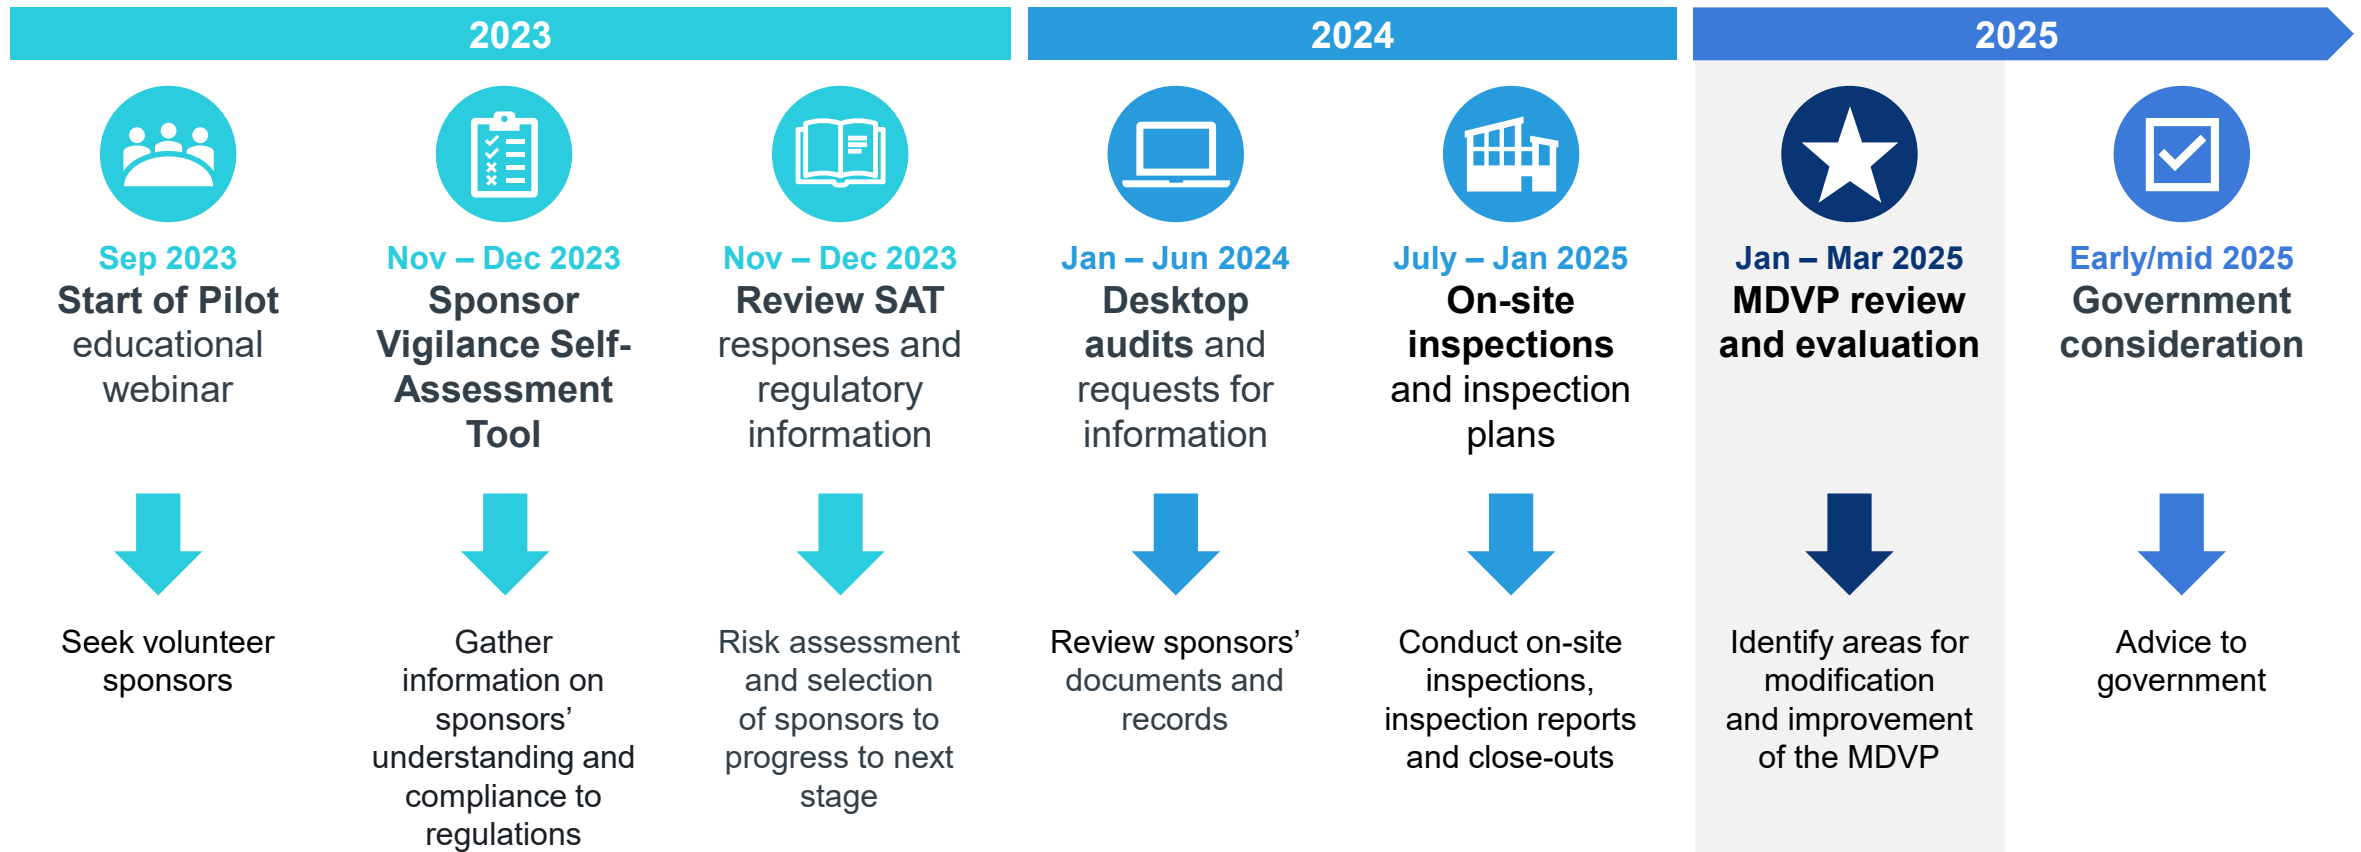 2023
2024
2025
Sep 2023
Start of Pilot
educational
webinar
Nov – Dec 2023
Sponsor
Vigilance Self-
Assessment
Tool
Nov – Dec 2023
Review SAT
responses and
regulatory
information
Jan – Jun 2024
Desktop
audits and
requests for
information
July – Jan 2025
On-site
inspections
and inspection
plans
Jan – Mar 2025
MDVP review
and evaluation
Early/mid 2025
Government
consideration
Seek volunteer
sponsors
Gather
information on
sponsors’
understanding and
compliance to
regulations
Risk assessment
and selection
of sponsors to
progress to next
stage
Review sponsors’
documents and
records
Conduct on-site
inspections,
inspection reports
and close-outs
Identify areas for
modification
and improvement
of the MDVP
Advice to
government